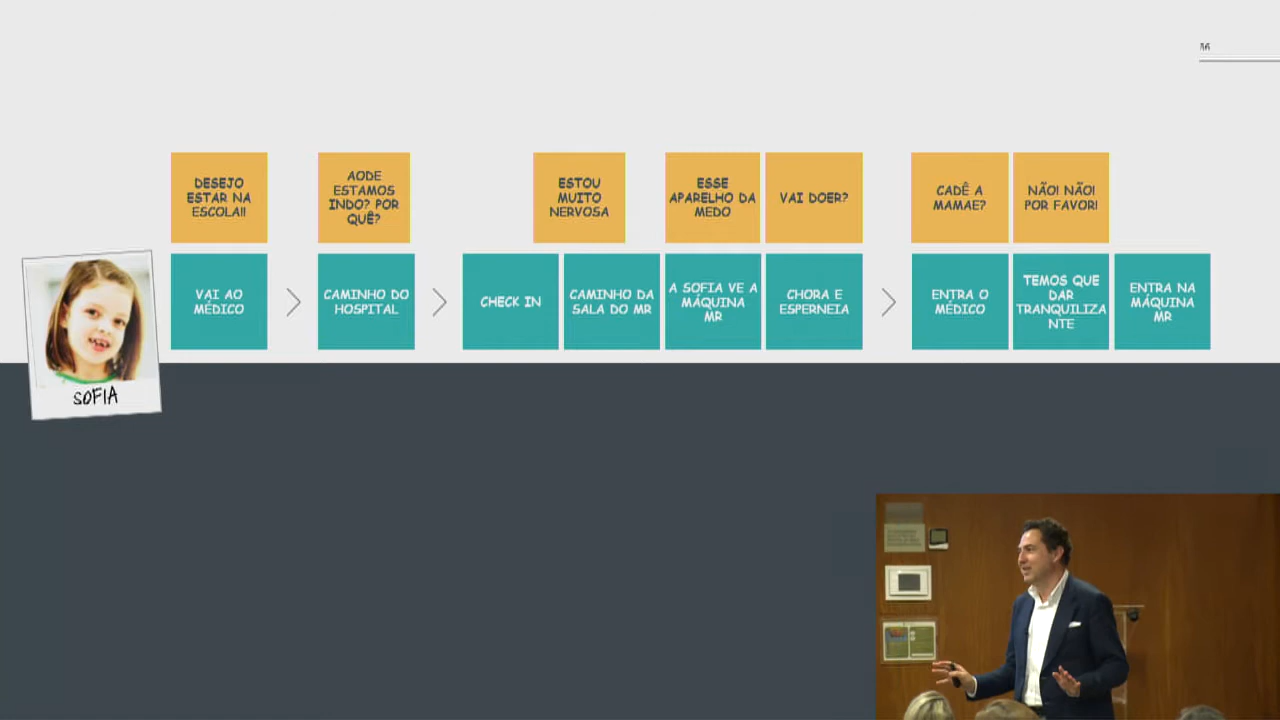 56
DESEJO
ESTAR NA
ESCOLA!!
AODE
ESTAMOS
INDO? POR
QUÊ?
ESTOU
MUITO
NERVOSA
ESSE
APARELHO DA
MEDO
VAI DOER?
CADÊ A
MAMAE?
NÃO! NÃO!
POR FAVOR!
VAI AO
MÉDICO
CAMINHO DO
HOSPITAL
CHECK IN
CAMINHO DA
SALA DO MR
A SOFIA VE A
MÁQUINA
MR
CHORA E
ESPERNEIA
ENTRA O
MÉDICO
TEMOS QUE
DAR
TRANQUILIZA
NTE
ENTRA NA
MÁQUINA
MR
SOFIA